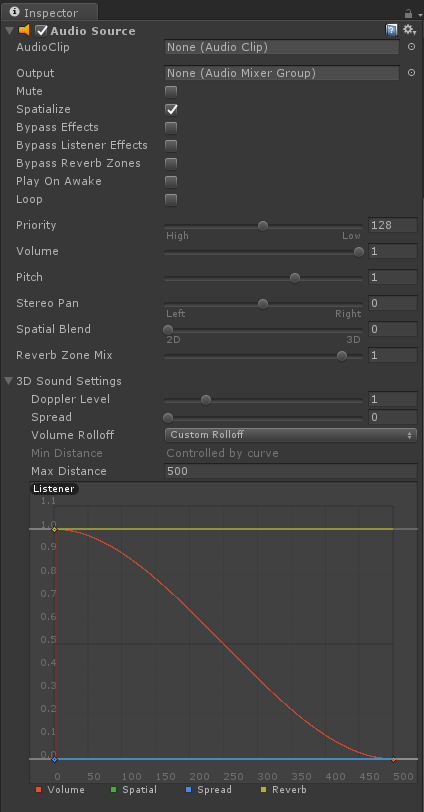 Inspector
Audio Source
AudioClip None (Audio Clip)
Output None (Audio Mixer Group)
Mute
Spatialize
Bypass Effects
Bypass Listener Effects
Bypass Reverb Zones
Play On Awake
Loop
Priority 128
High Low
Volume 1
Pitch 1
Stereo Pan 0
Left Right
Spatial Blend 0
2D 3D
Reverb Zone Mix 1
3D Sound Settings
Doppler Level 1
Spread 0
Volume Rolloff Custom Rolloff
Min Distance Controlled by curve
Max Distance 500
Listener
1.1
1.0
0.9
0.8
0.7
0.6
0.5
0.4
0.3
0.2
0.1
0.0
0 50 100 150 200 250 300 350 400 450 500
Volume Spatial Spread Reverb